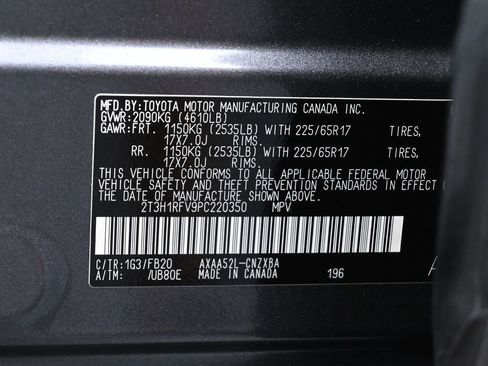 MFD.BY:TOYOTA MOTOR MANUFACTURING CANADA INC.
GVWR:2090KG (4610LB)
GAWR:FRT. 1150KG (2535LB) WITH 225/65R17 TIRES,
17X7.0J RIMS.
RR. 1150KG (2535LB) WITH 225/65R17 TIRES,
17X7.0J RIMS.
THIS VEHICLE CONFORMS TO ALL APPLICABLE FEDERAL MOTOR
VEHICLE SAFETY AND THEFT PREVENTION STANDARDS IN EFFECT
THE DATE OF MANUFACTURE SHOWN ABOVE.
2T3H1RFV9PC220350 MPV
C/TR:1G3/FB20 AXAA52L-CNZXBA
A/TM: /UB80E MADE IN CANADA 196